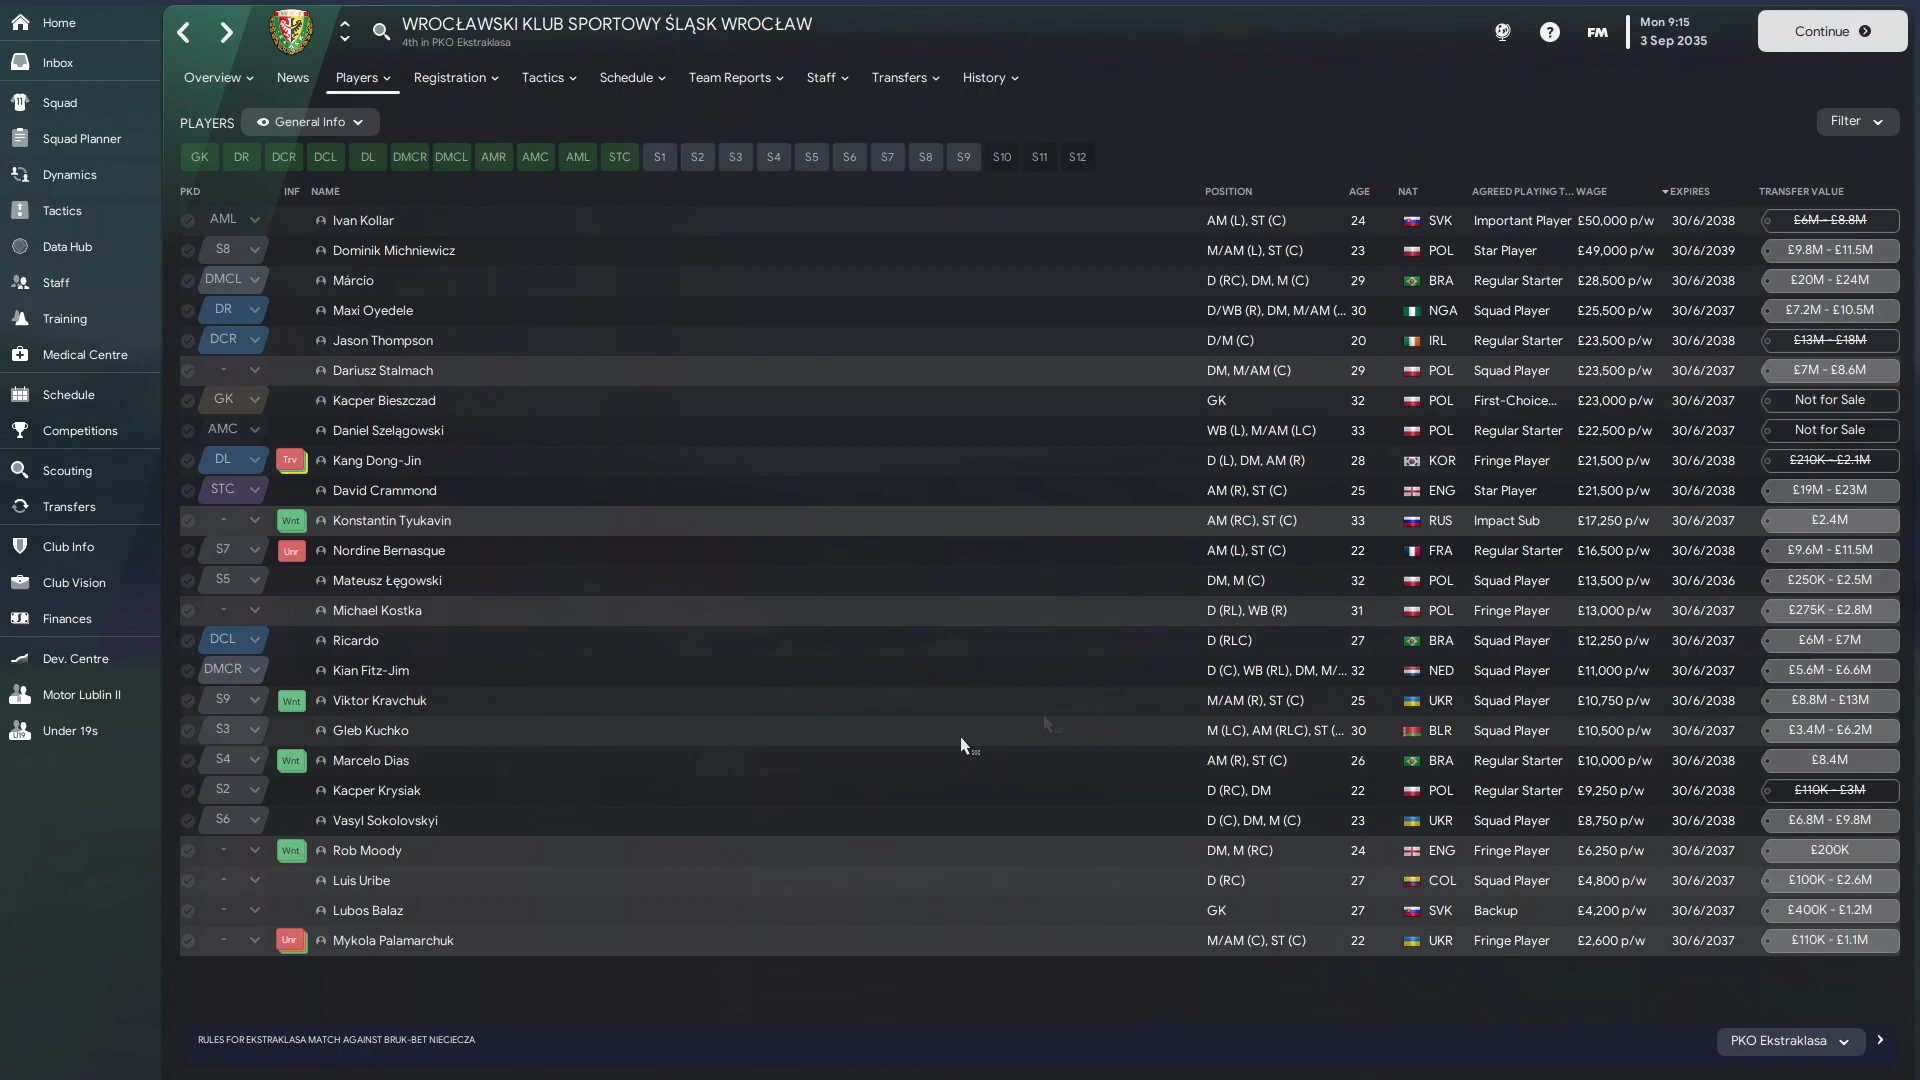 Home
Inbox
Squad
Squad Planner
Dynamics
Tactics
Data Hub
Staff
Training
Medical Centre
Schedule
Competitions
Scouting
Transfers
Club Info
Club Vision
Finances
Dev. Centre
Motor Lublin II
Under 19s
WROCŁAWSKI KLUB SPORTOWY ŚLĄSK WROCŁAW
4th in PKO Ekstraklasa
FM
Mon 9:15
3 Sep 2035
Continue
Overview News Players Registration Tactics Schedule Team Reports Staff Transfers History
PLAYERS General Info Filter
GK DR DCR DCL DL DMCR DMCL AMR AMC AML STC S1 S2 S3 S4 S5 S6 S7 S8 S9 S10 S11 S12
PKD INF NAME POSITION AGE NAT AGREED PLAYING T... WAGE EXPIRES TRANSFER VALUE
AML Ivan Kollar AM (L), ST (C) 24 SVK Important Player £50,000 p/w 30/6/2038 £6M - £8.8M
S8 Dominik Michniewicz M/AM (L), ST (C) 23 POL Star Player £49,000 p/w 30/6/2039 £9.8M - £11.5M
DMCL Márcio D (RC), DM, M (C) 29 BRA Regular Starter £28,500 p/w 30/6/2038 £20M - £24M
DR Maxi Oyedele D/WB (R), DM, M/AM (... 30 NGA Squad Player £25,500 p/w 30/6/2037 £7.2M - £10.5M
DCR Jason Thompson D/M (C) 20 IRL Regular Starter £23,500 p/w 30/6/2038 £13M - £18M
- Dariusz Stalmach DM, M/AM (C) 29 POL Squad Player £23,500 p/w 30/6/2037 £7M - £8.6M
GK Kacper Bieszczad GK 32 POL First-Choice... £23,000 p/w 30/6/2037 Not for Sale
AMC Daniel Szelągowski WB (L), M/AM (LC) 33 POL Regular Starter £22,500 p/w 30/6/2037 Not for Sale
DL Trv Kang Dong-Jin D (L), DM, AM (R) 28 KOR Fringe Player £21,500 p/w 30/6/2038 £210K - £2.1M
STC David Crammond AM (R), ST (C) 25 ENG Star Player £21,500 p/w 30/6/2038 £19M - £23M
- Wnt Konstantin Tyukavin AM (RC), ST (C) 33 RUS Impact Sub £17,250 p/w 30/6/2037 £2.4M
S7 Unr Nordine Bernasque AM (L), ST (C) 22 FRA Regular Starter £16,500 p/w 30/6/2038 £9.6M - £11.5M
S5 Mateusz Łęgowski DM, M (C) 32 POL Squad Player £13,500 p/w 30/6/2036 £250K - £2.5M
- Michael Kostka D (RL), WB (R) 31 POL Fringe Player £13,000 p/w 30/6/2037 £275K - £2.8M
DCL Ricardo D (RLC) 27 BRA Squad Player £12,250 p/w 30/6/2037 £6M - £7M
DMCR Kian Fitz-Jim D (C), WB (RL), DM, M/... 32 NED Squad Player £11,000 p/w 30/6/2037 £5.6M - £6.6M
S9 Wnt Viktor Kravchuk M/AM (R), ST (C) 25 UKR Squad Player £10,750 p/w 30/6/2037 £8.8M - £13M
S3 Gleb Kuchko M (LC), AM (RLC), ST (... 30 BLR Squad Player £10,500 p/w 30/6/2037 £3.4M - £6.2M
S4 Wnt Marcelo Dias AM (R), ST (C) 26 BRA Regular Starter £10,000 p/w 30/6/2038 £8.4M
S2 Kacper Krysiak D (RC), DM 22 POL Regular Starter £9,250 p/w 30/6/2038 £110K - £3M
S6 Vasyl Sokolovskyi D (C), DM, M (C) 23 UKR Squad Player £8,750 p/w 30/6/2038 £6.8M - £9.8M
- Wnt Rob Moody DM, M (RC) 24 ENG Fringe Player £6,250 p/w 30/6/2037 £200K
- Luis Uribe D (RC) 27 COL Squad Player £4,800 p/w 30/6/2037 £100K - £2.6M
- Lubos Balaz GK 27 SVK Backup £4,200 p/w 30/6/2037 £400K - £1.2M
- Unr Mykola Palamarchuk M/AM (C), ST (C) 22 UKR Fringe Player £2,600 p/w 30/6/2037 £110K - £1.1M
RULES FOR EKSTRAKLASA MATCH AGAINST BRUK-BET NIECIECZA PKO Ekstraklasa